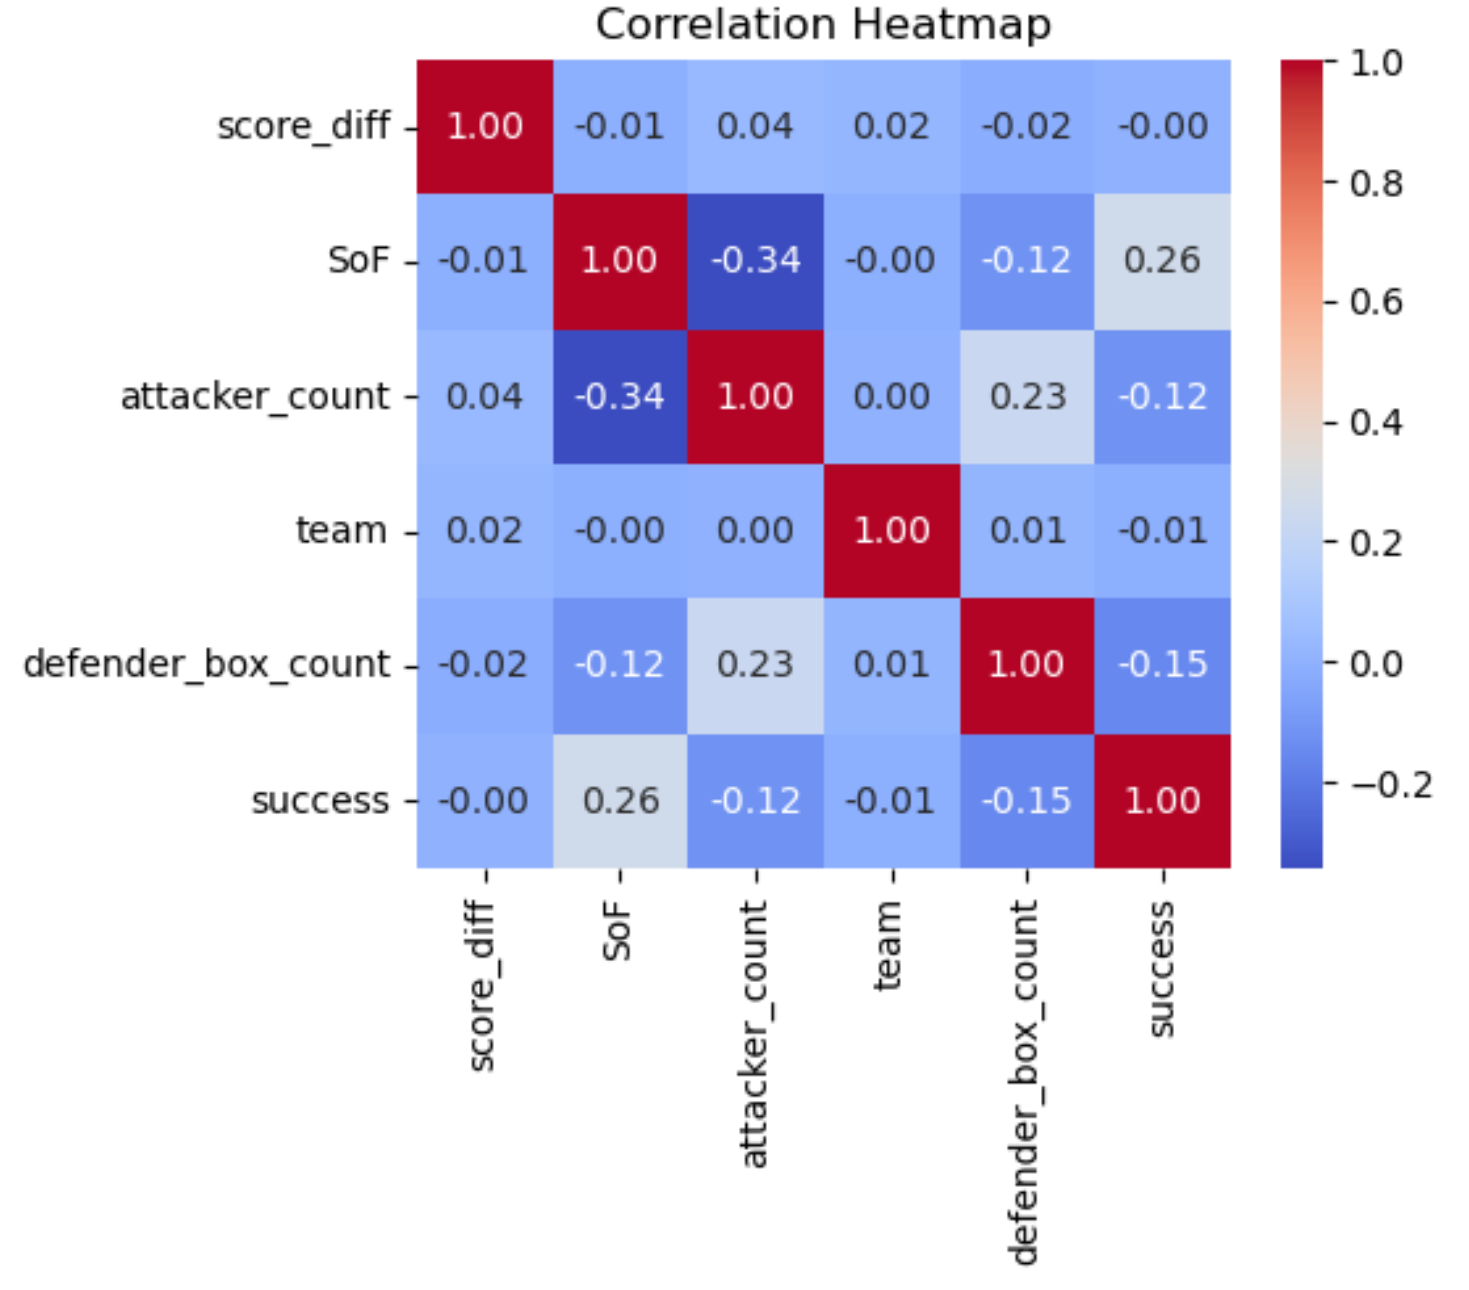 Correlation Heatmap
score_diff 1.00 -0.01 0.04 0.02 -0.02 -0.00
SoF -0.01 1.00 -0.34 -0.00 -0.12 0.26
attacker_count 0.04 -0.34 1.00 0.00 0.23 -0.12
team 0.02 -0.00 0.00 1.00 0.01 -0.01
defender_box_count -0.02 -0.12 0.23 0.01 1.00 -0.15
success -0.00 0.26 -0.12 -0.01 -0.15 1.00
score_diff
SoF
attacker_count
team
defender_box_count
success
1.0
0.8
0.6
0.4
0.2
0.0
−0.2